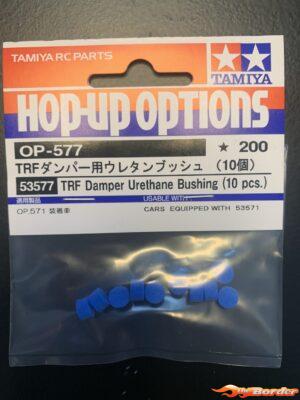 TAMIYA RC PARTS
TAMIYA
HOP-UP OPTIONS
OP-577
★ 200
TRFダンパー用ウレタンブッシュ (10個)
53577 TRF Damper Urethane Bushing (10 pcs.)
適用製品
USABLE WITH
OP.571 装着車
CARS EQUIPPED WITH 53571
The Border